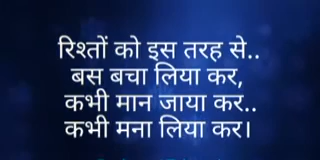 रिश्तों को इस तरह से..
बस बचा लिया कर,
कभी मान जाया कर..
कभी मना लिया कर।